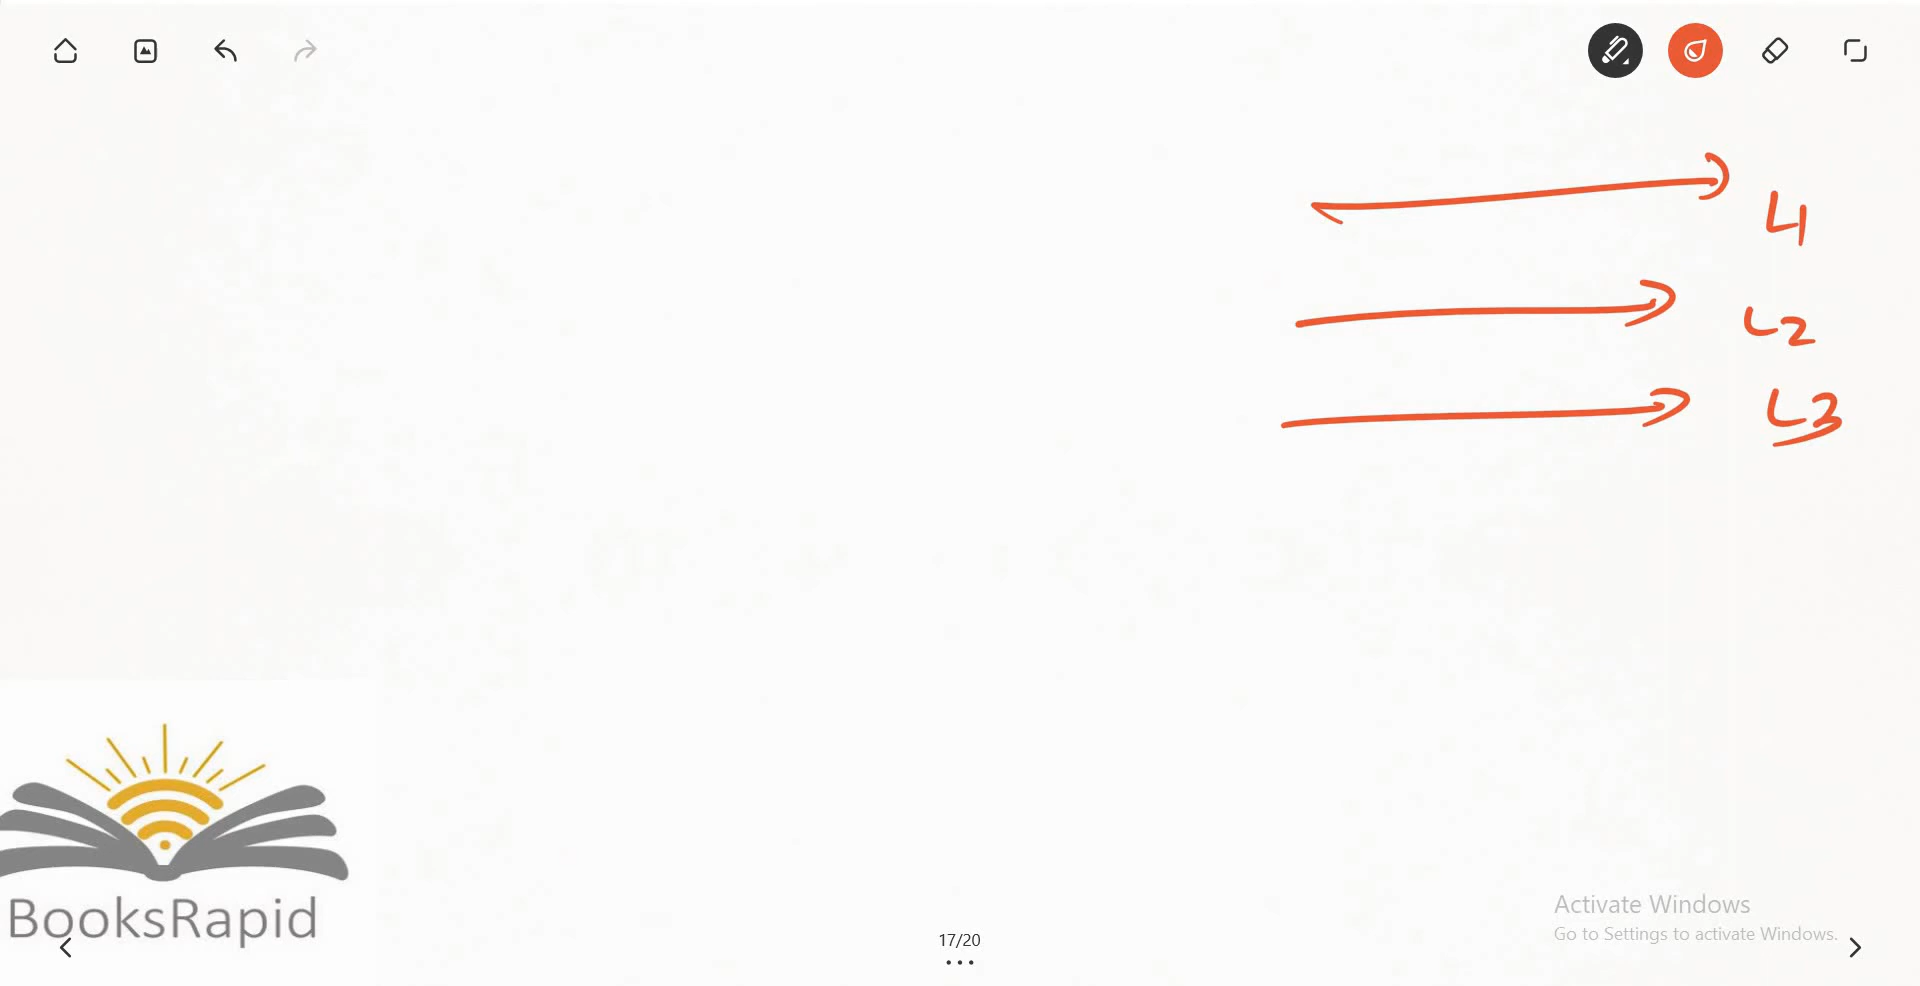 L1
L2
L3
BooksRapid
Activate Windows
Go to Settings to activate Windows.
17/20